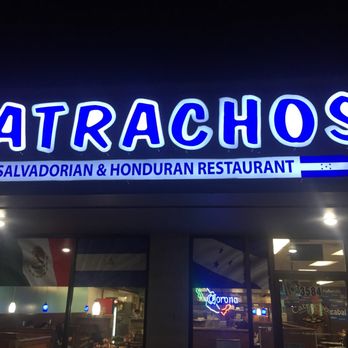 ATRACHOS
SALVADORIAN & HONDURAN RESTAURANT
Corona